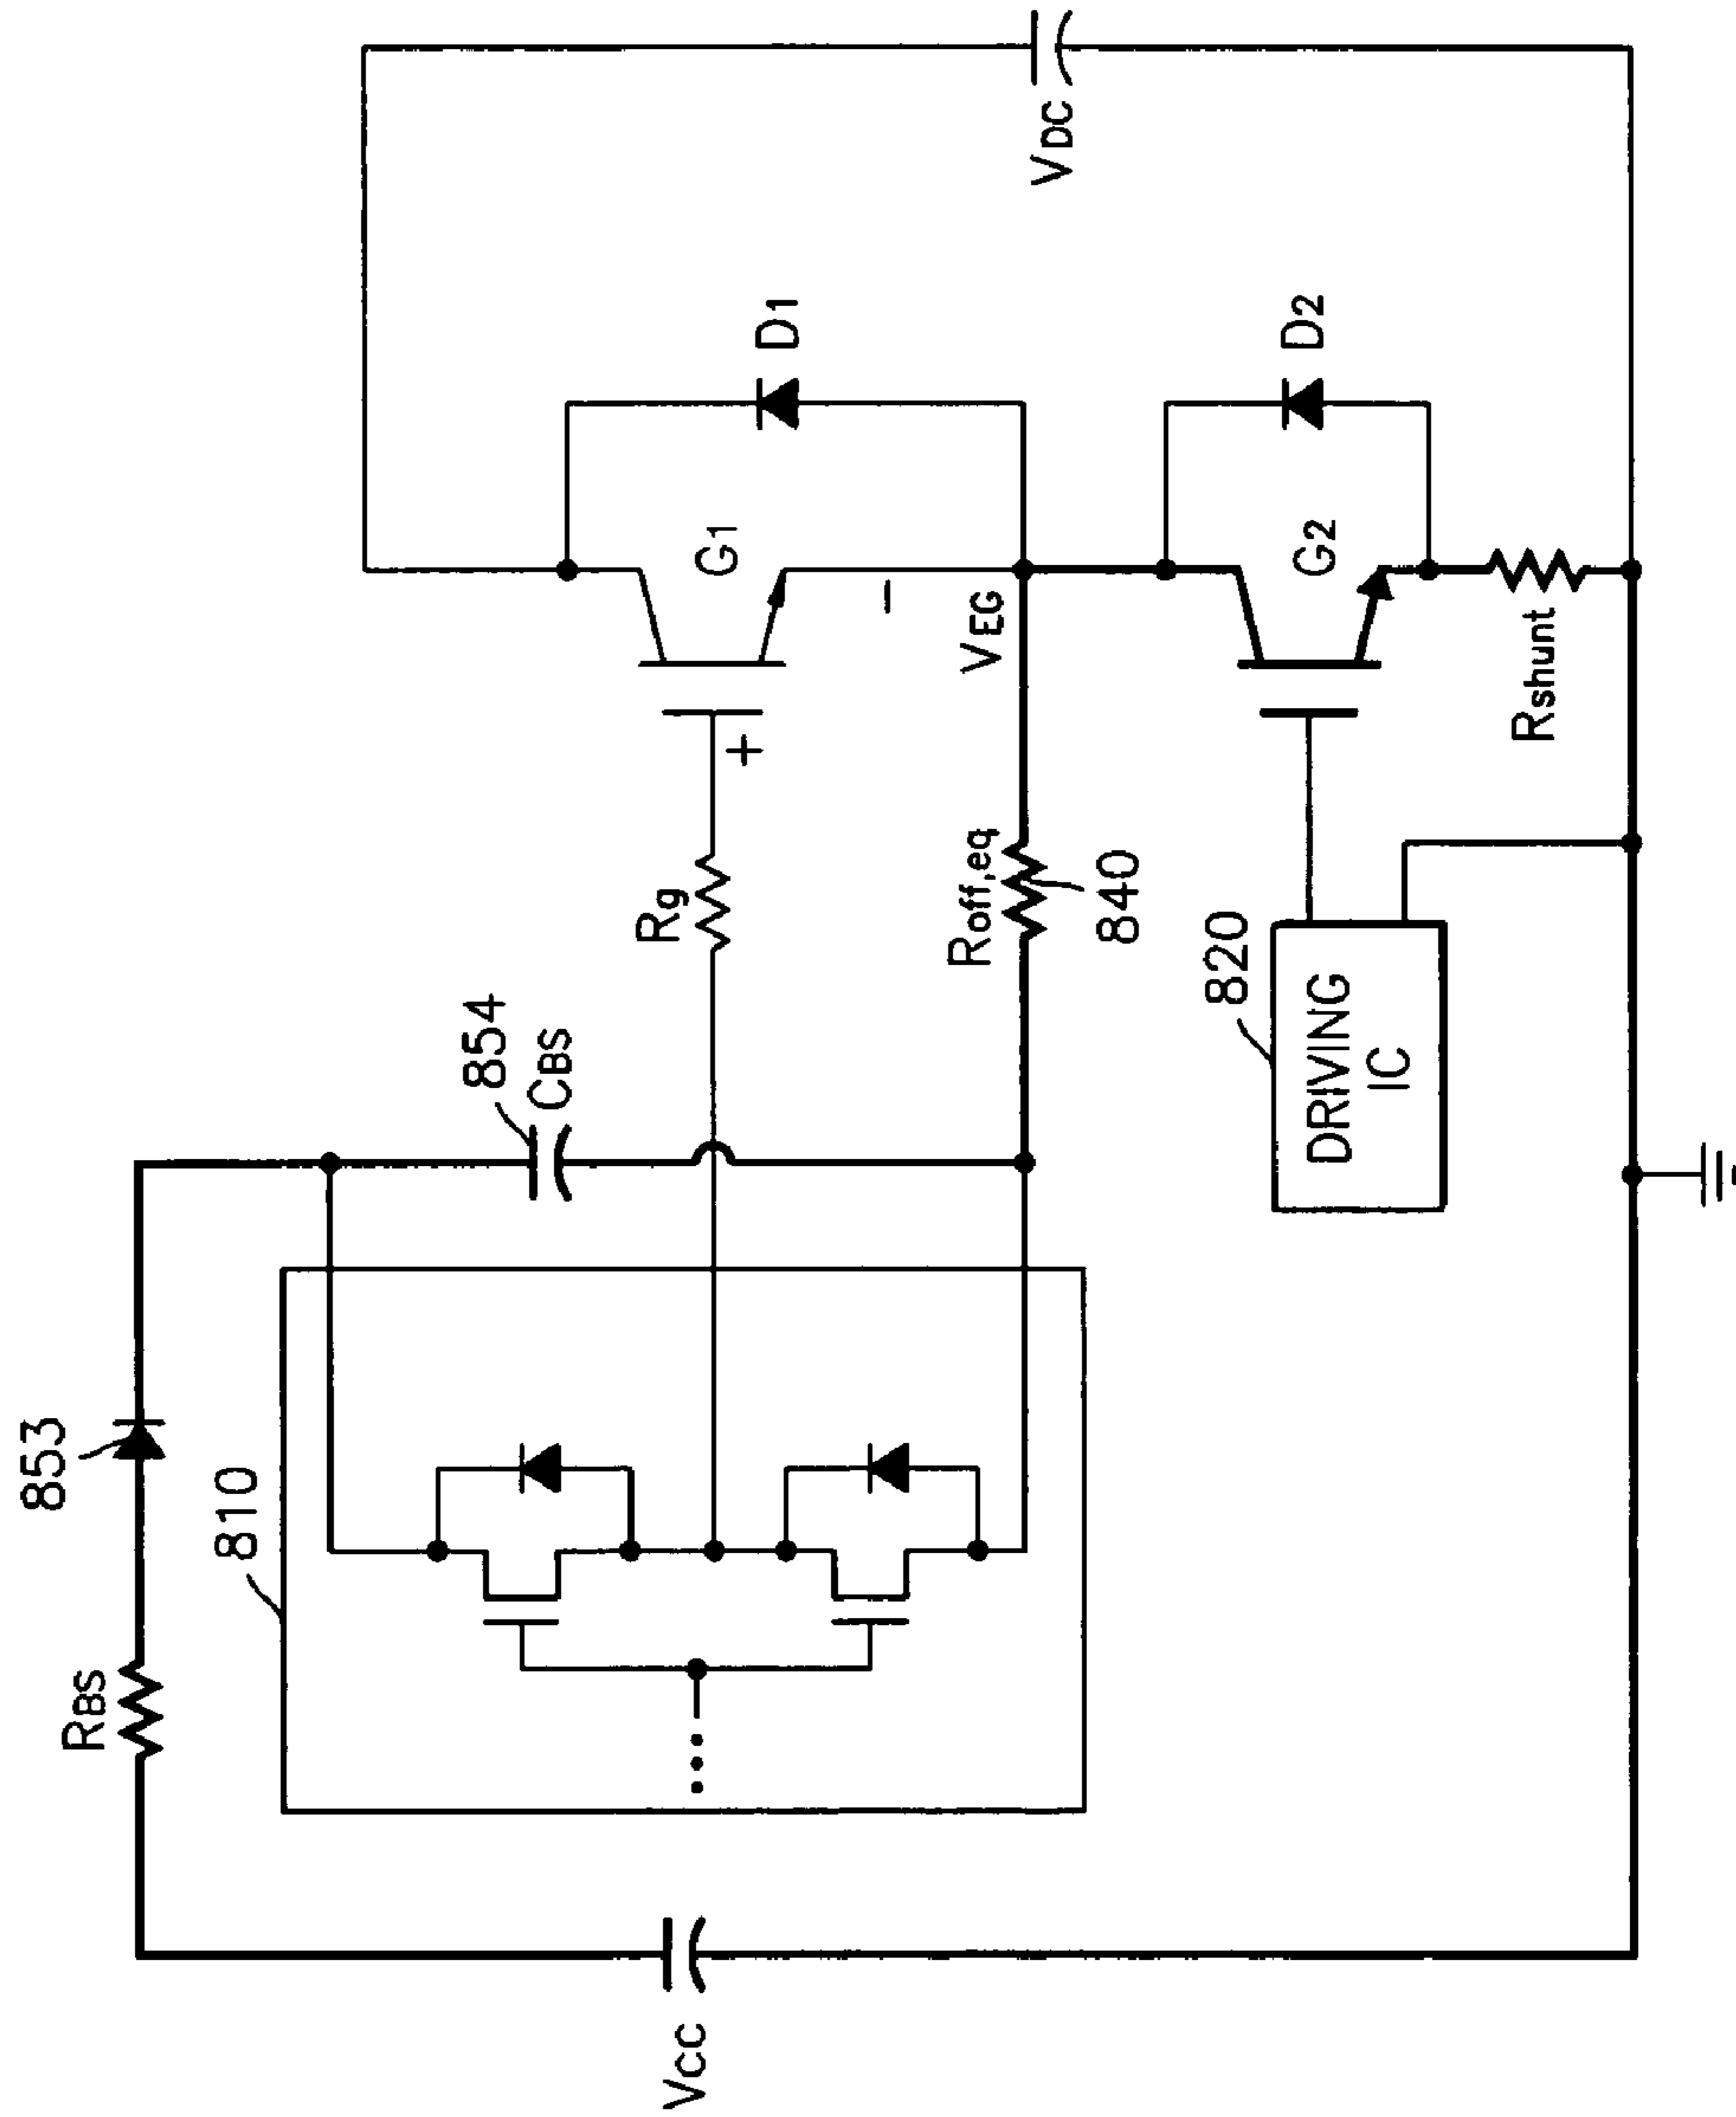 853
RBS
810
854
CBS
Rg
+
G1
D1
−
VEG
Roff,eq
840
VCC
VDC
820
DRIVING
IC
G2
D2
Rshunt